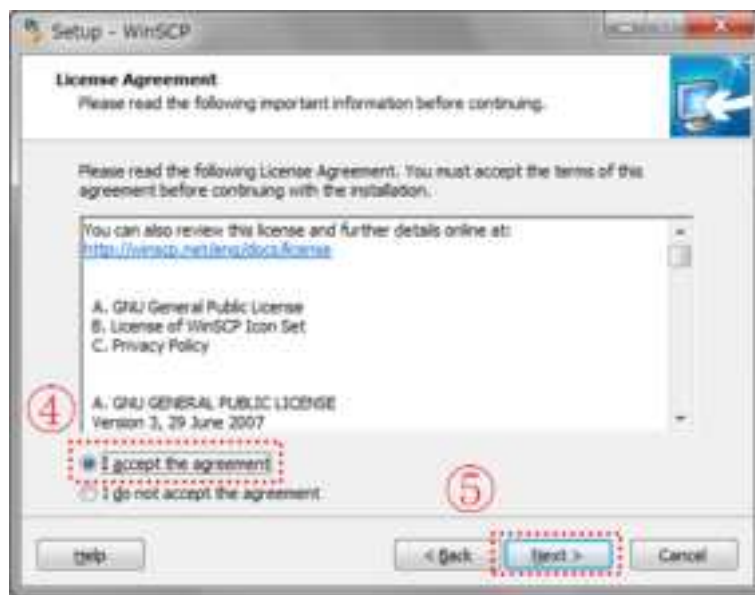 Setup - WinSCP
License Agreement
Please read the following important information before continuing.
Please read the following License Agreement. You must accept the terms of this
agreement before continuing with the installation.
You can also review this license and further details online at:
http://winscp.net/eng/docs/license
A. GNU General Public License
B. License of WinSCP Icon Set
C. Privacy Policy
A. GNU GENERAL PUBLIC LICENSE
Version 3, 29 June 2007
④
I accept the agreement
I do not accept the agreement
⑤
Help
< Back
Next >
Cancel